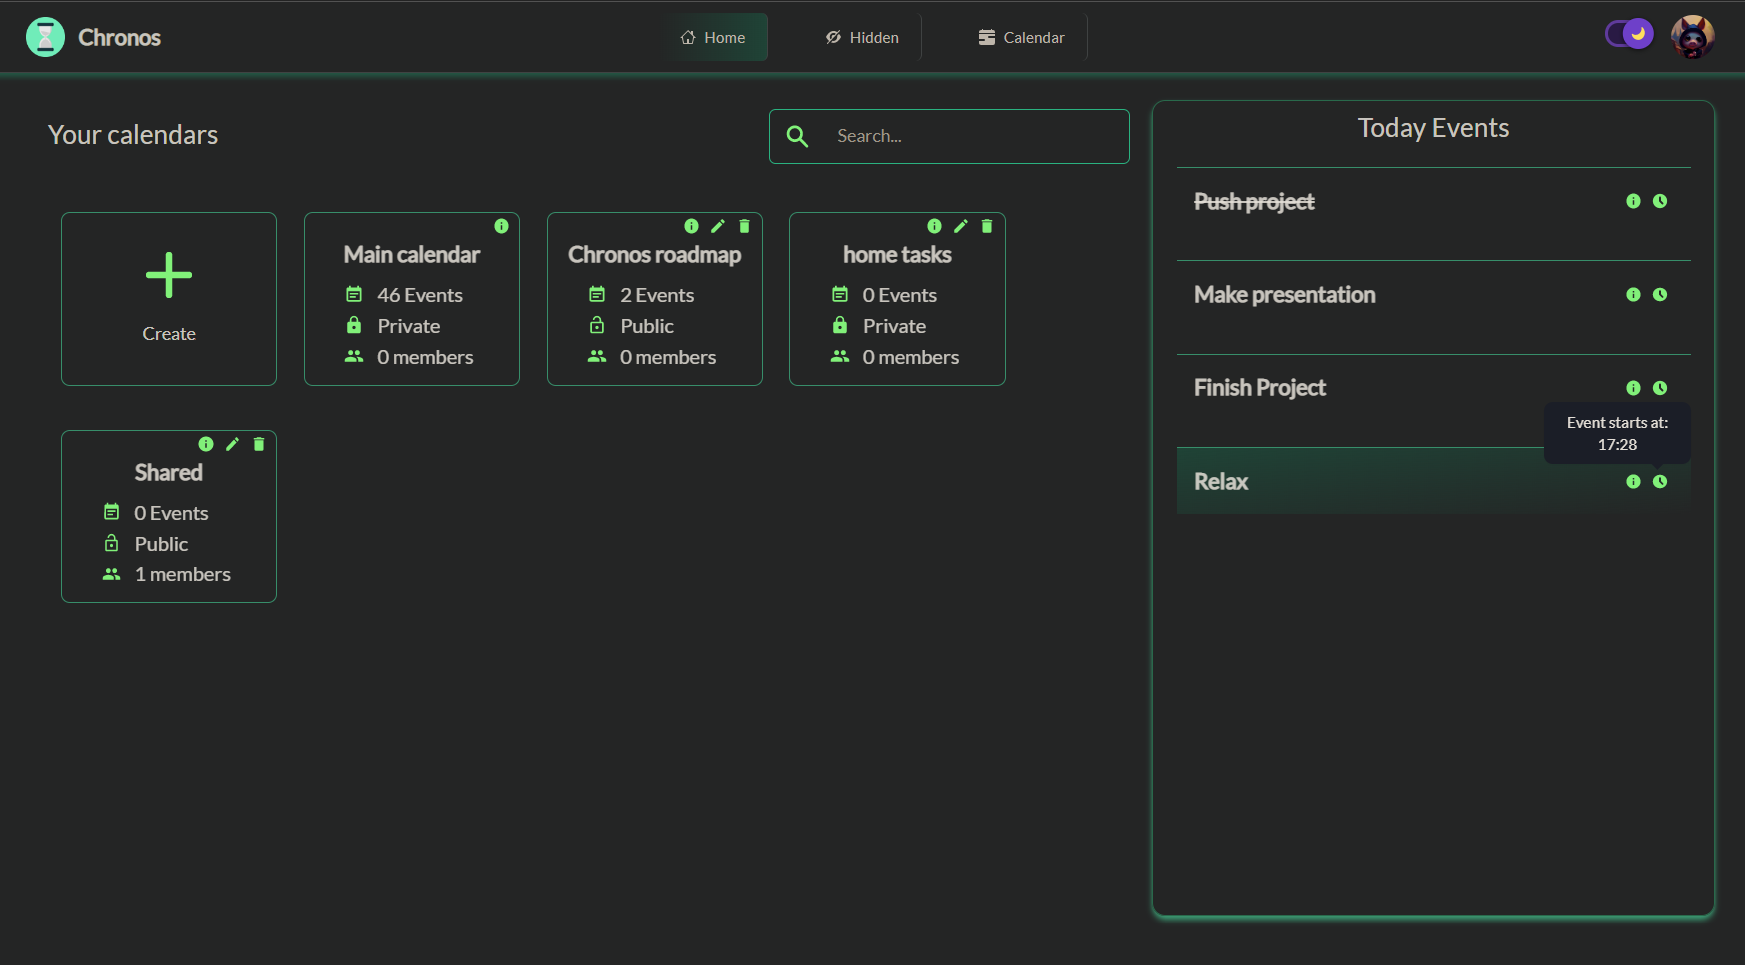 Chronos
Home
Hidden
Calendar
Your calendars
Search...
Create
Main calendar
46 Events
Private
0 members
Chronos roadmap
2 Events
Public
0 members
home tasks
0 Events
Private
0 members
Shared
0 Events
Public
1 members
Today Events
Push project
Make presentation
Finish Project
Event starts at:
17:28
Relax